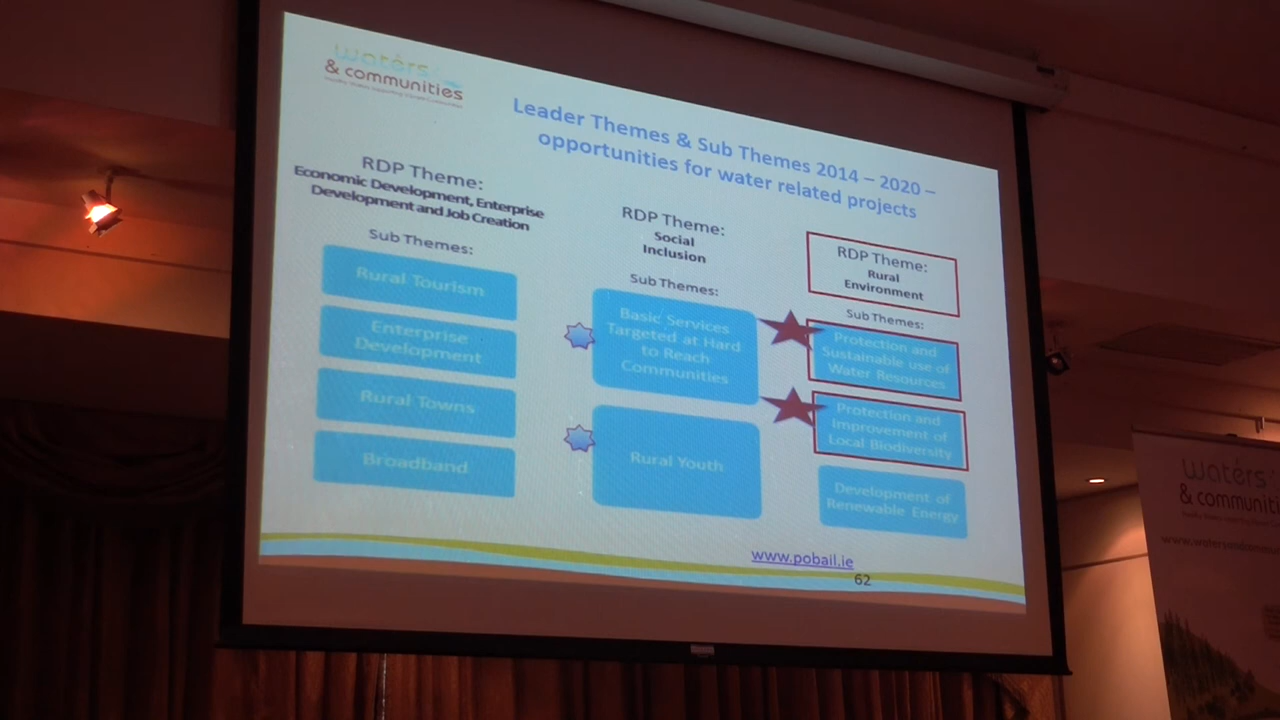 waters
& communities
Leader Themes & Sub Themes 2014 – 2020 –
opportunities for water related projects
RDP Theme:
Economic Development, Enterprise
Development and Job Creation
Sub Themes:
Rural Tourism
Enterprise
Development
Rural Towns
Broadband
RDP Theme:
Social
Inclusion
Sub Themes:
Basic Services
Targeted at Hard
to Reach
Communities
Rural Youth
RDP Theme:
Rural
Environment
Sub Themes:
Protection and
Sustainable use of
Water Resources
Protection and
Improvement of
Local Biodiversity
Development of
Renewable Energy
www.pobail.ie
62
waters
& communit